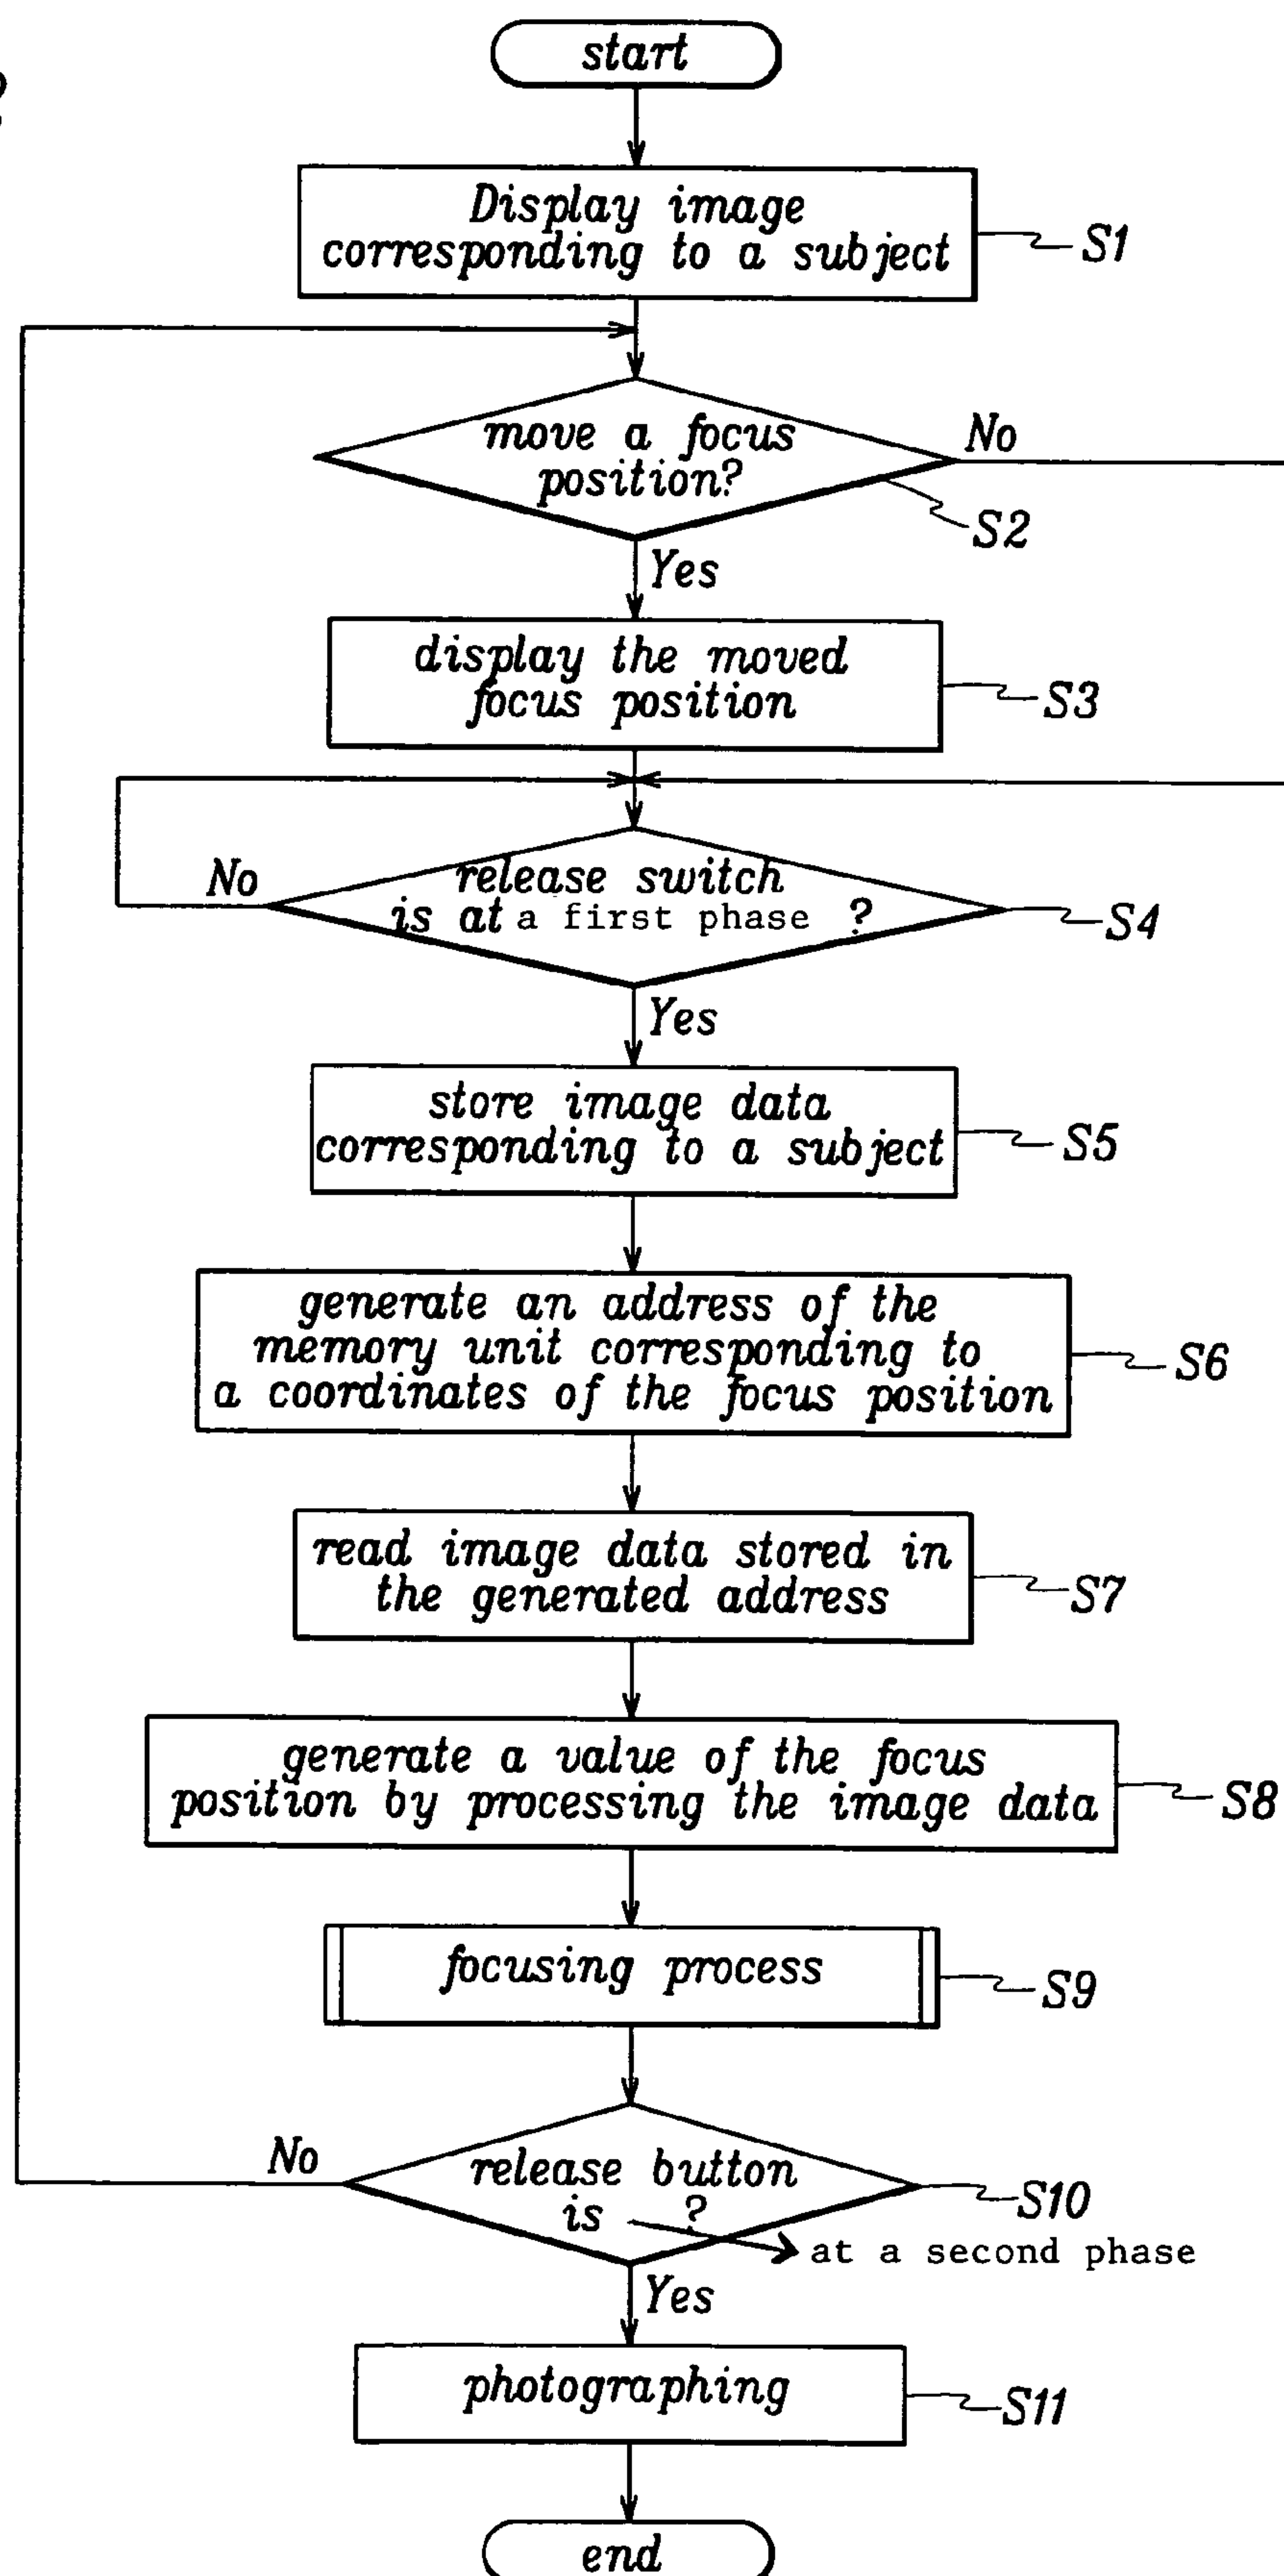 start
Display image
corresponding to a subject
S1
move a focus
position?
No
S2
Yes
display the moved
focus position
S3
No
release switch
is at a first phase ?
S4
Yes
store image data
corresponding to a subject
S5
generate an address of the
memory unit corresponding to
a coordinates of the focus position
S6
read image data stored in
the generated address
S7
generate a value of the focus
position by processing the image data
S8
focusing process
S9
No
release button
is ?
S10
at a second phase
Yes
photographing
S11
end